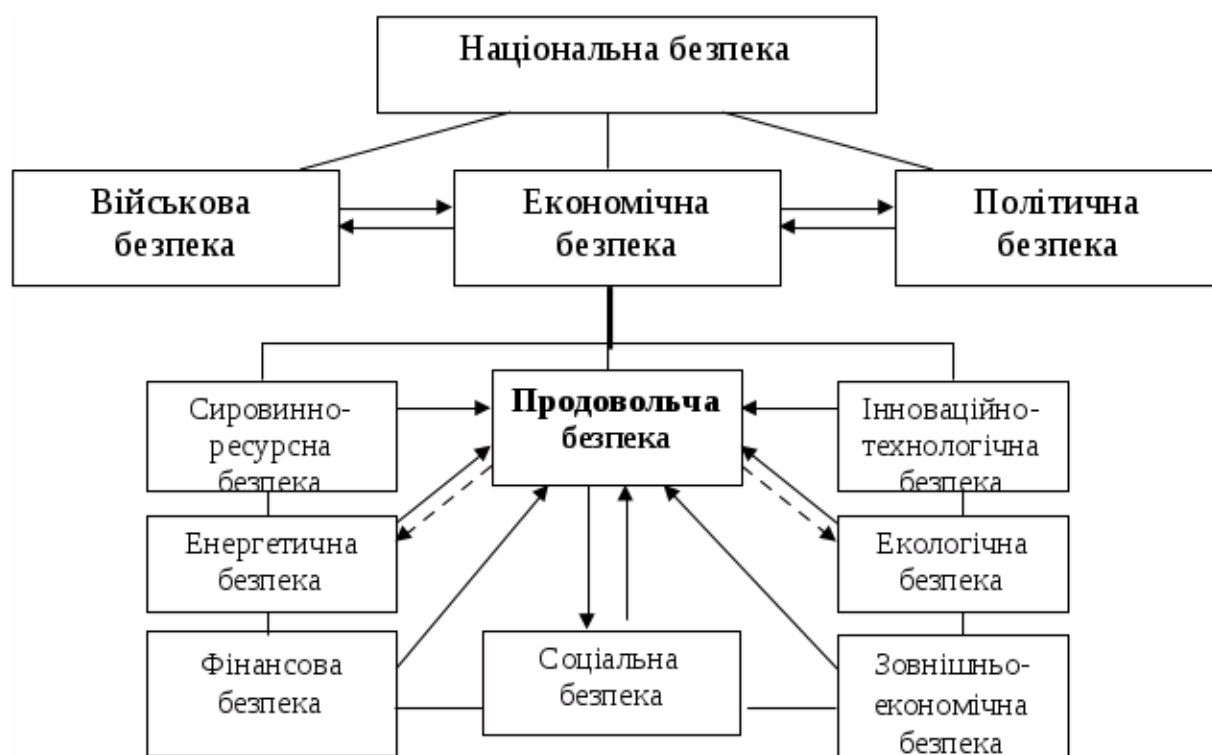 Національна безпека
Військова
безпека
Економічна
безпека
Політична
безпека
Сировинно-
ресурсна
безпека
Продовольча
безпека
Інноваційно-
технологічна
безпека
Енергетична
безпека
Екологічна
безпека
Фінансова
безпека
Соціальна
безпека
Зовнішньо-
економічна
безпека